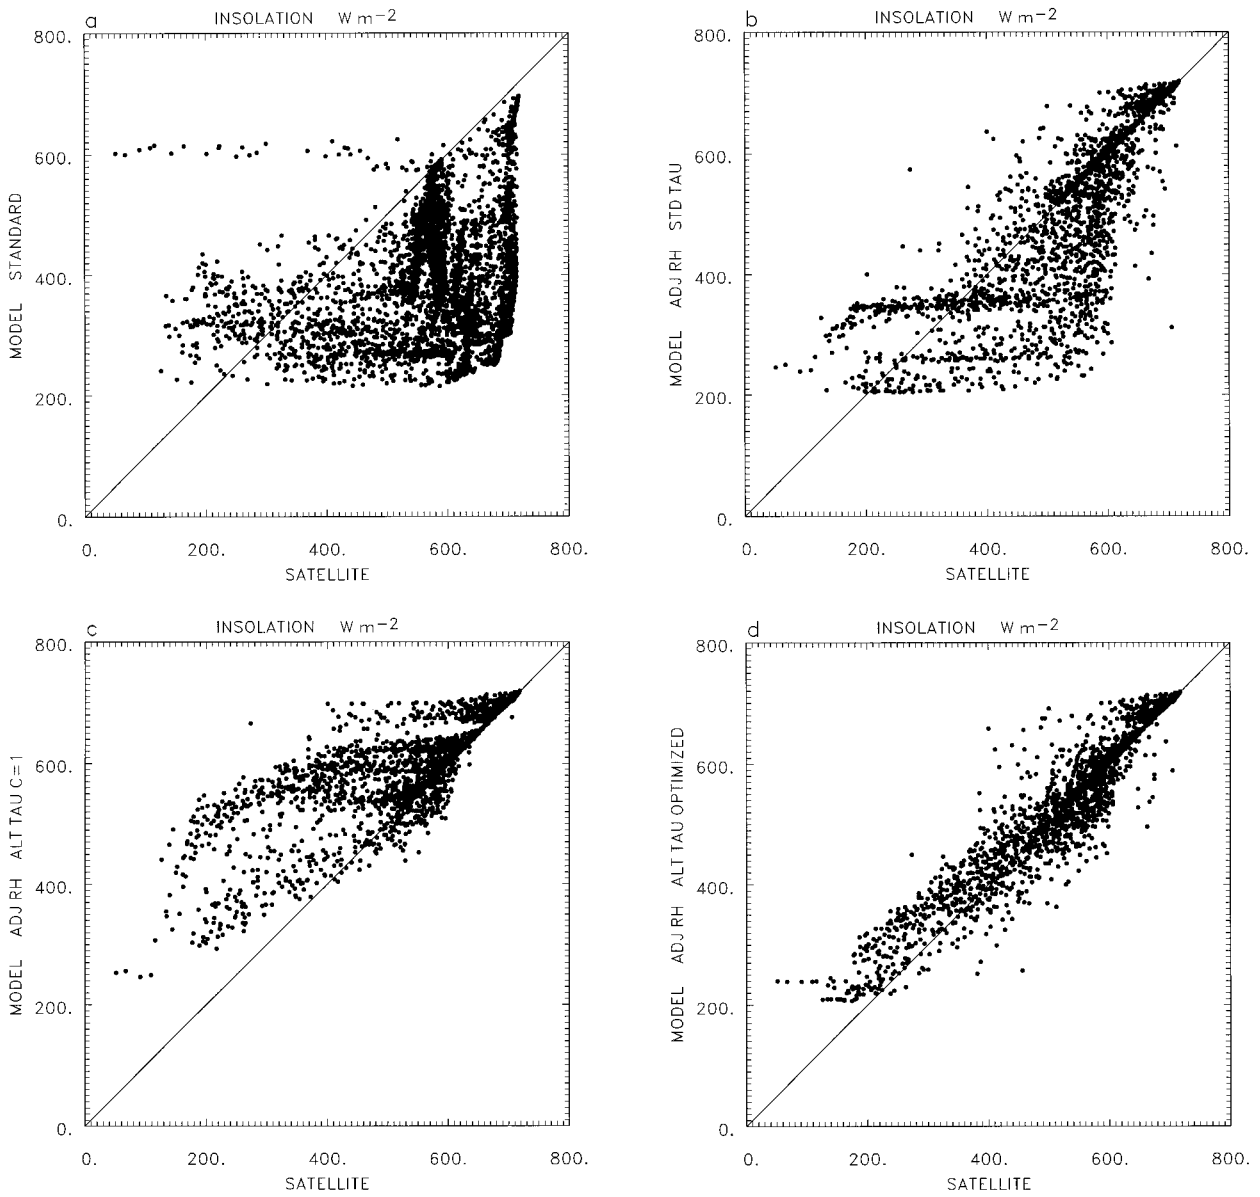 a
INSOLATION W m-2
800.
600.
400.
200.
0.
MODEL STANDARD
0. 200. 400. 600. 800.
SATELLITE
b
INSOLATION W m-2
800.
600.
400.
200.
0.
MODEL ADJ RH STD TAU
0. 200. 400. 600. 800.
SATELLITE
c
INSOLATION W m-2
800.
600.
400.
200.
0.
MODEL ADJ RH ALT TAU C=1
0. 200. 400. 600. 800.
SATELLITE
d
INSOLATION W m-2
800.
600.
400.
200.
0.
MODEL ADJ RH ALT TAU OPTIMIZED
0. 200. 400. 600. 800.
SATELLITE